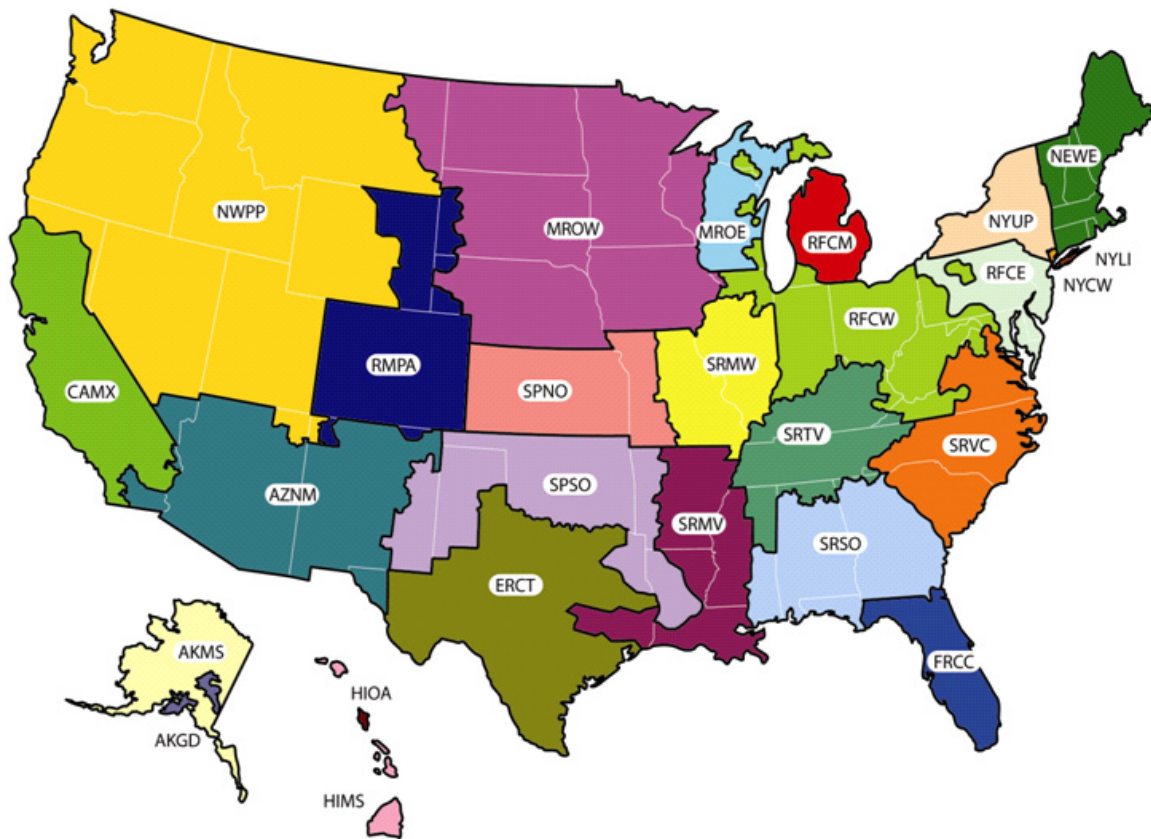 NEWE
NWPP
NYUP
MROW
MROE
RFCM
NYLI
RFCE
NYCW
RFCW
RMPA
SRMW
CAMX
SPNO
SRTV
SRVC
AZNM
SPSO
SRMV
SRSO
ERCT
AKMS
FRCC
HIOA
AKGD
HIMS